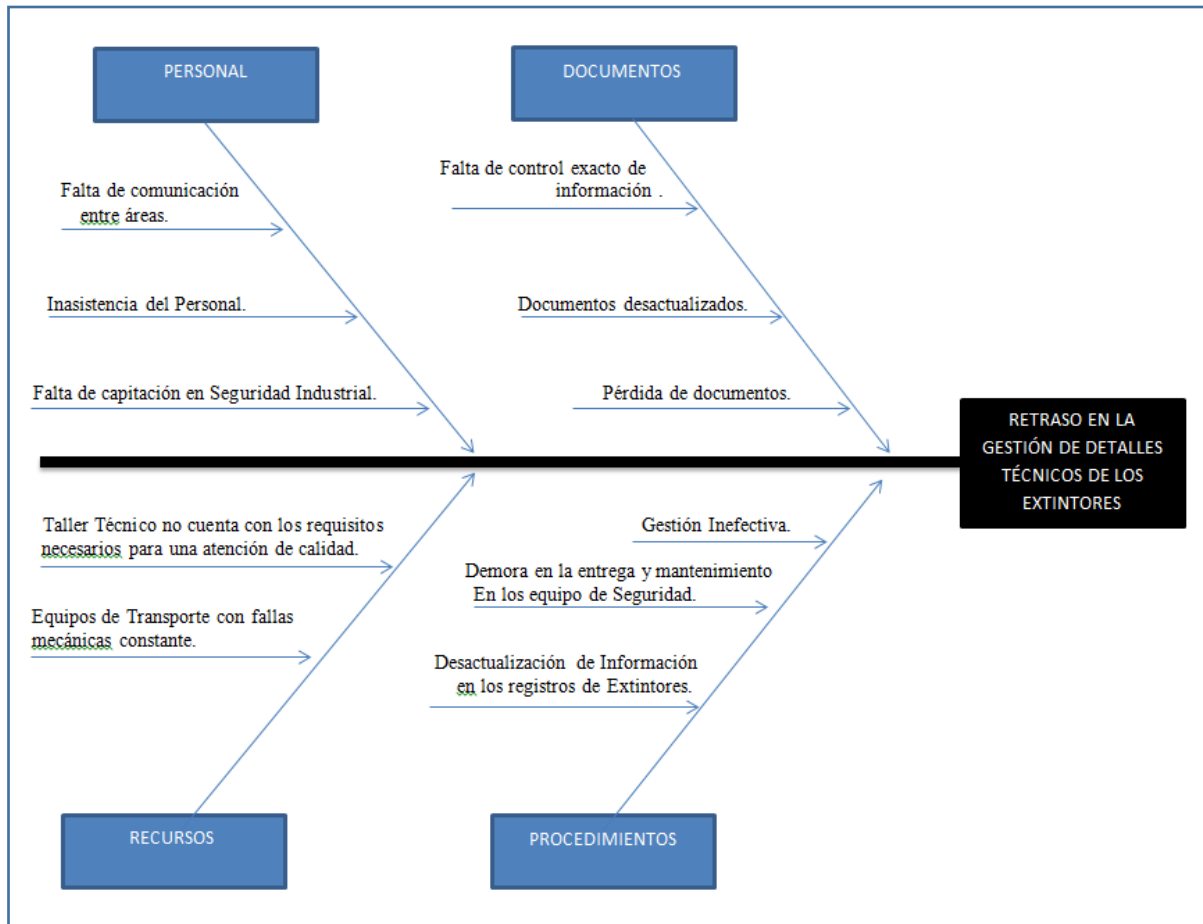 PERSONAL
DOCUMENTOS
Falta de comunicación
entre áreas.
Inasistencia del Personal.
Falta de capitación en Seguridad Industrial.
Falta de control exacto de
información .
Documentos desactualizados.
Pérdida de documentos.
RETRASO EN LA
GESTIÓN DE DETALLES
TÉCNICOS DE LOS
EXTINTORES
Taller Técnico no cuenta con los requisitos
necesarios para una atención de calidad.
Equipos de Transporte con fallas
mecánicas constante.
Gestión Inefectiva.
Demora en la entrega y mantenimiento
En los equipo de Seguridad.
Desactualización de Información
en los registros de Extintores.
RECURSOS
PROCEDIMIENTOS